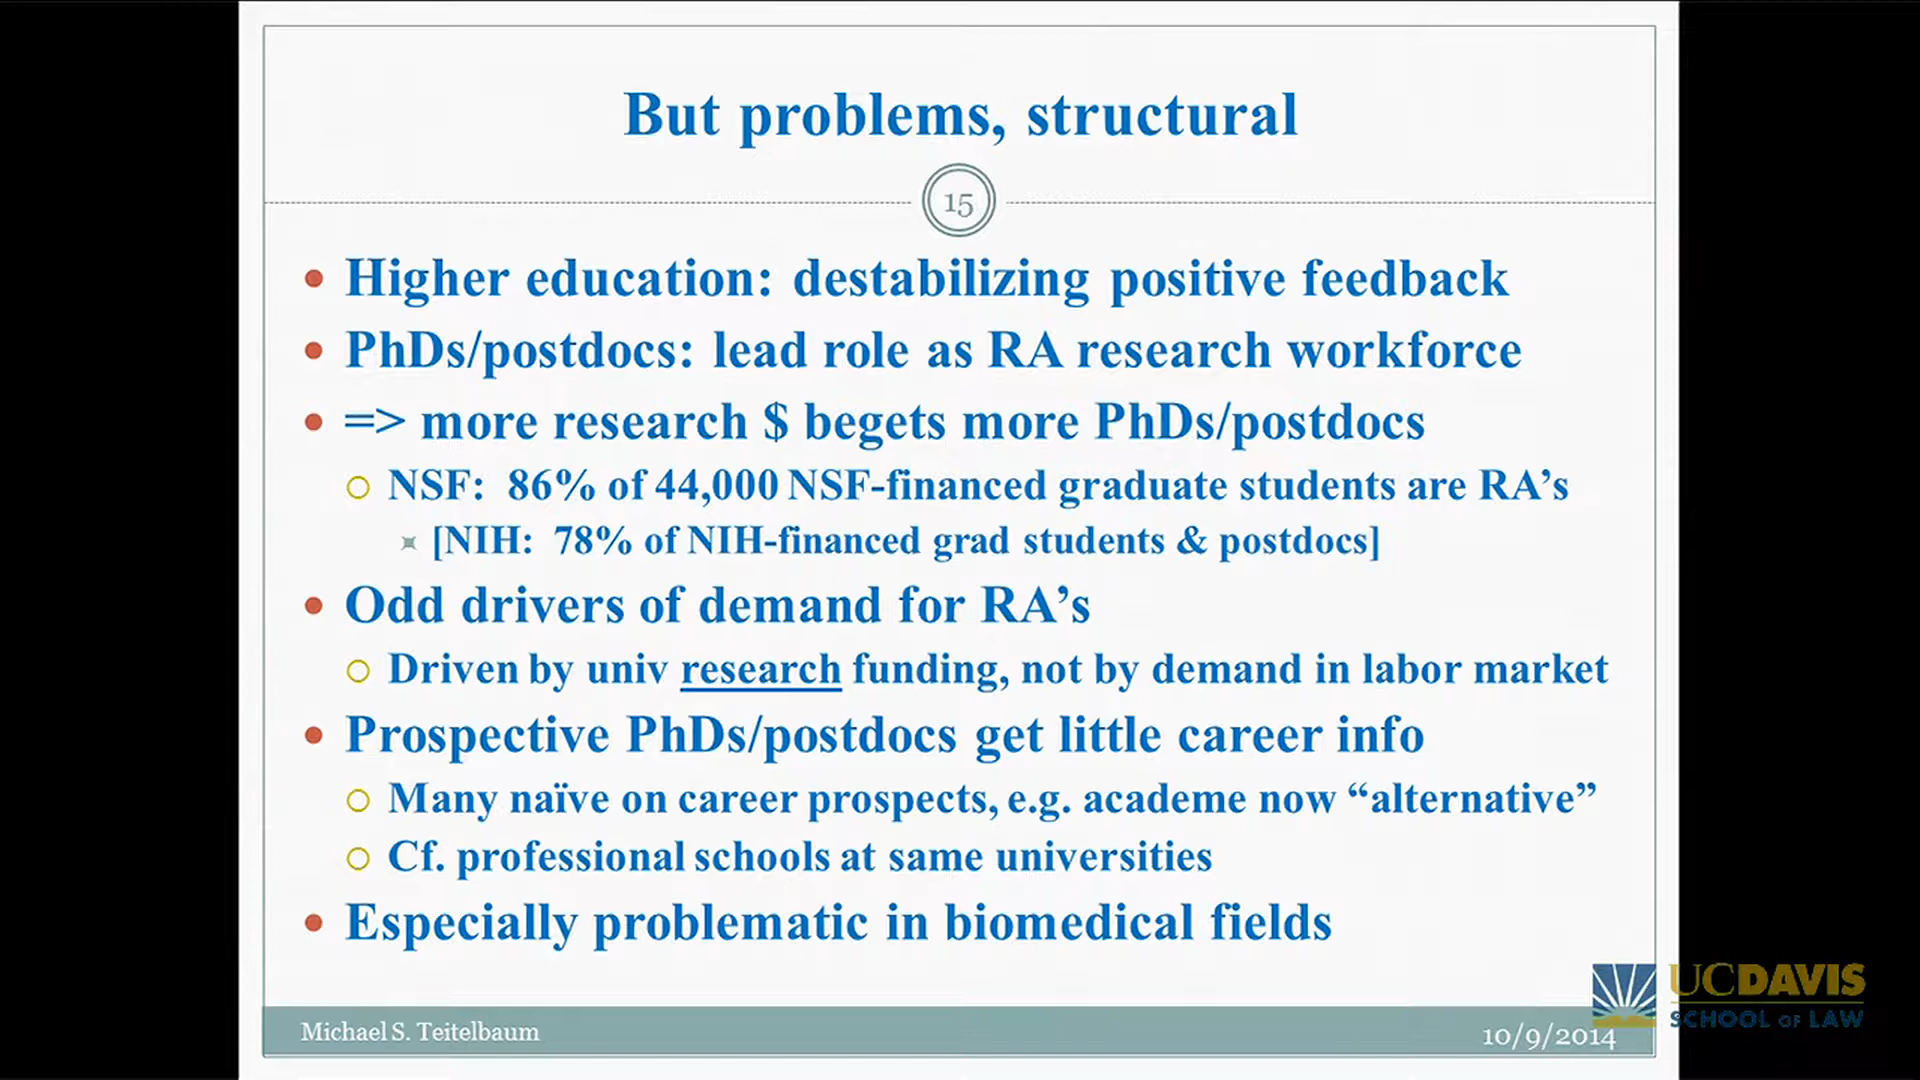 But problems, structural
15
Higher education: destabilizing positive feedback
PhDs/postdocs: lead role as RA research workforce
=> more research $ begets more PhDs/postdocs
NSF: 86% of 44,000 NSF-financed graduate students are RA’s
[NIH: 78% of NIH-financed grad students & postdocs]
Odd drivers of demand for RA’s
Driven by univ research funding, not by demand in labor market
Prospective PhDs/postdocs get little career info
Many naïve on career prospects, e.g. academe now “alternative”
Cf. professional schools at same universities
Especially problematic in biomedical fields
UCDAVIS
SCHOOL OF LAW
Michael S. Teitelbaum
10/9/2014